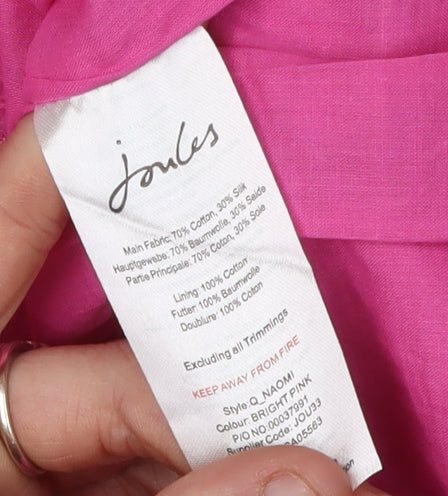 Joules
Main Fabric: 70% Cotton, 30% Silk
Hauptgewebe: 70% Baumwolle, 30% Seide
Partie Principale: 70% Coton, 30% Soie
Lining: 100% Cotton
Futter: 100% Baumwolle
Doublure: 100% Coton
Excluding all Trimmings
KEEP AWAY FROM FIRE
Style: Q_NAOMI
Colour: BRIGHT PINK
P/O NO: 00037991
Supplier Code: JOU33